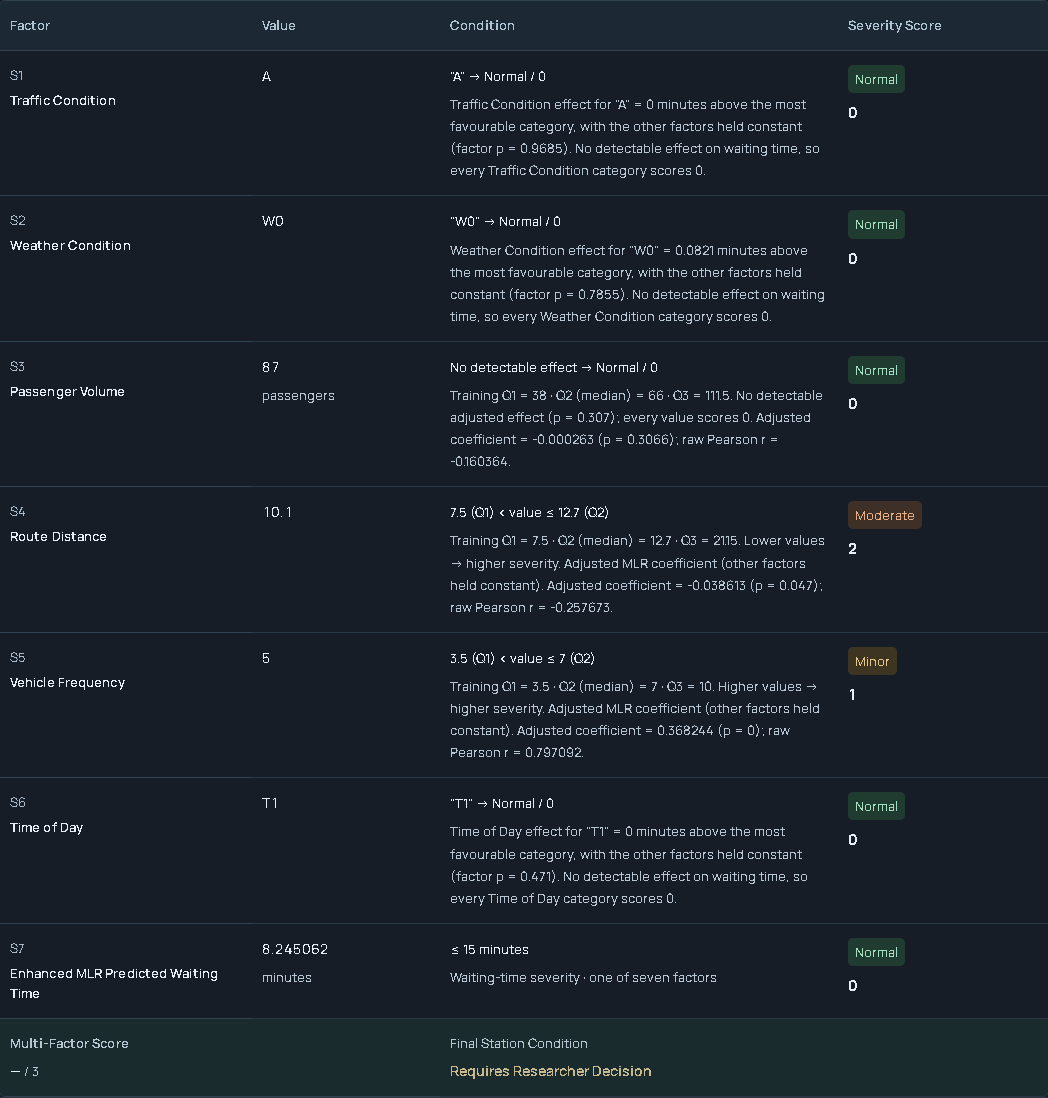 Factor Value Condition Severity Score
S1
Traffic Condition
A
"A" → Normal / 0
Traffic Condition effect for "A" = 0 minutes above the most
favourable category, with the other factors held constant
(factor p = 0.9685). No detectable effect on waiting time, so
every Traffic Condition category scores 0.
Normal
0
S2
Weather Condition
W0
"W0" → Normal / 0
Weather Condition effect for "W0" = 0.0821 minutes above
the most favourable category, with the other factors held
constant (factor p = 0.7855). No detectable effect on waiting
time, so every Weather Condition category scores 0.
Normal
0
S3
Passenger Volume
87
passengers
No detectable effect → Normal / 0
Training Q1 = 38 · Q2 (median) = 66 · Q3 = 111.5. No detectable
adjusted effect (p = 0.307); every value scores 0. Adjusted
coefficient = -0.000263 (p = 0.3066); raw Pearson r =
-0.160364.
Normal
0
S4
Route Distance
10.1
7.5 (Q1) < value ≤ 12.7 (Q2)
Training Q1 = 7.5 · Q2 (median) = 12.7 · Q3 = 21.15. Lower values
→ higher severity. Adjusted MLR coefficient (other factors
held constant). Adjusted coefficient = -0.038613 (p = 0.047);
raw Pearson r = -0.257673.
Moderate
2
S5
Vehicle Frequency
5
3.5 (Q1) < value ≤ 7 (Q2)
Training Q1 = 3.5 · Q2 (median) = 7 · Q3 = 10. Higher values →
higher severity. Adjusted MLR coefficient (other factors held
constant). Adjusted coefficient = 0.368244 (p = 0); raw
Pearson r = 0.797092.
Minor
1
S6
Time of Day
T1
"T1" → Normal / 0
Time of Day effect for "T1" = 0 minutes above the most
favourable category, with the other factors held constant
(factor p = 0.471). No detectable effect on waiting time, so
every Time of Day category scores 0.
Normal
0
S7
Enhanced MLR Predicted Waiting
Time
8.245062
minutes
≤ 15 minutes
Waiting-time severity · one of seven factors
Normal
0
Multi-Factor Score
— / 3
Final Station Condition
Requires Researcher Decision